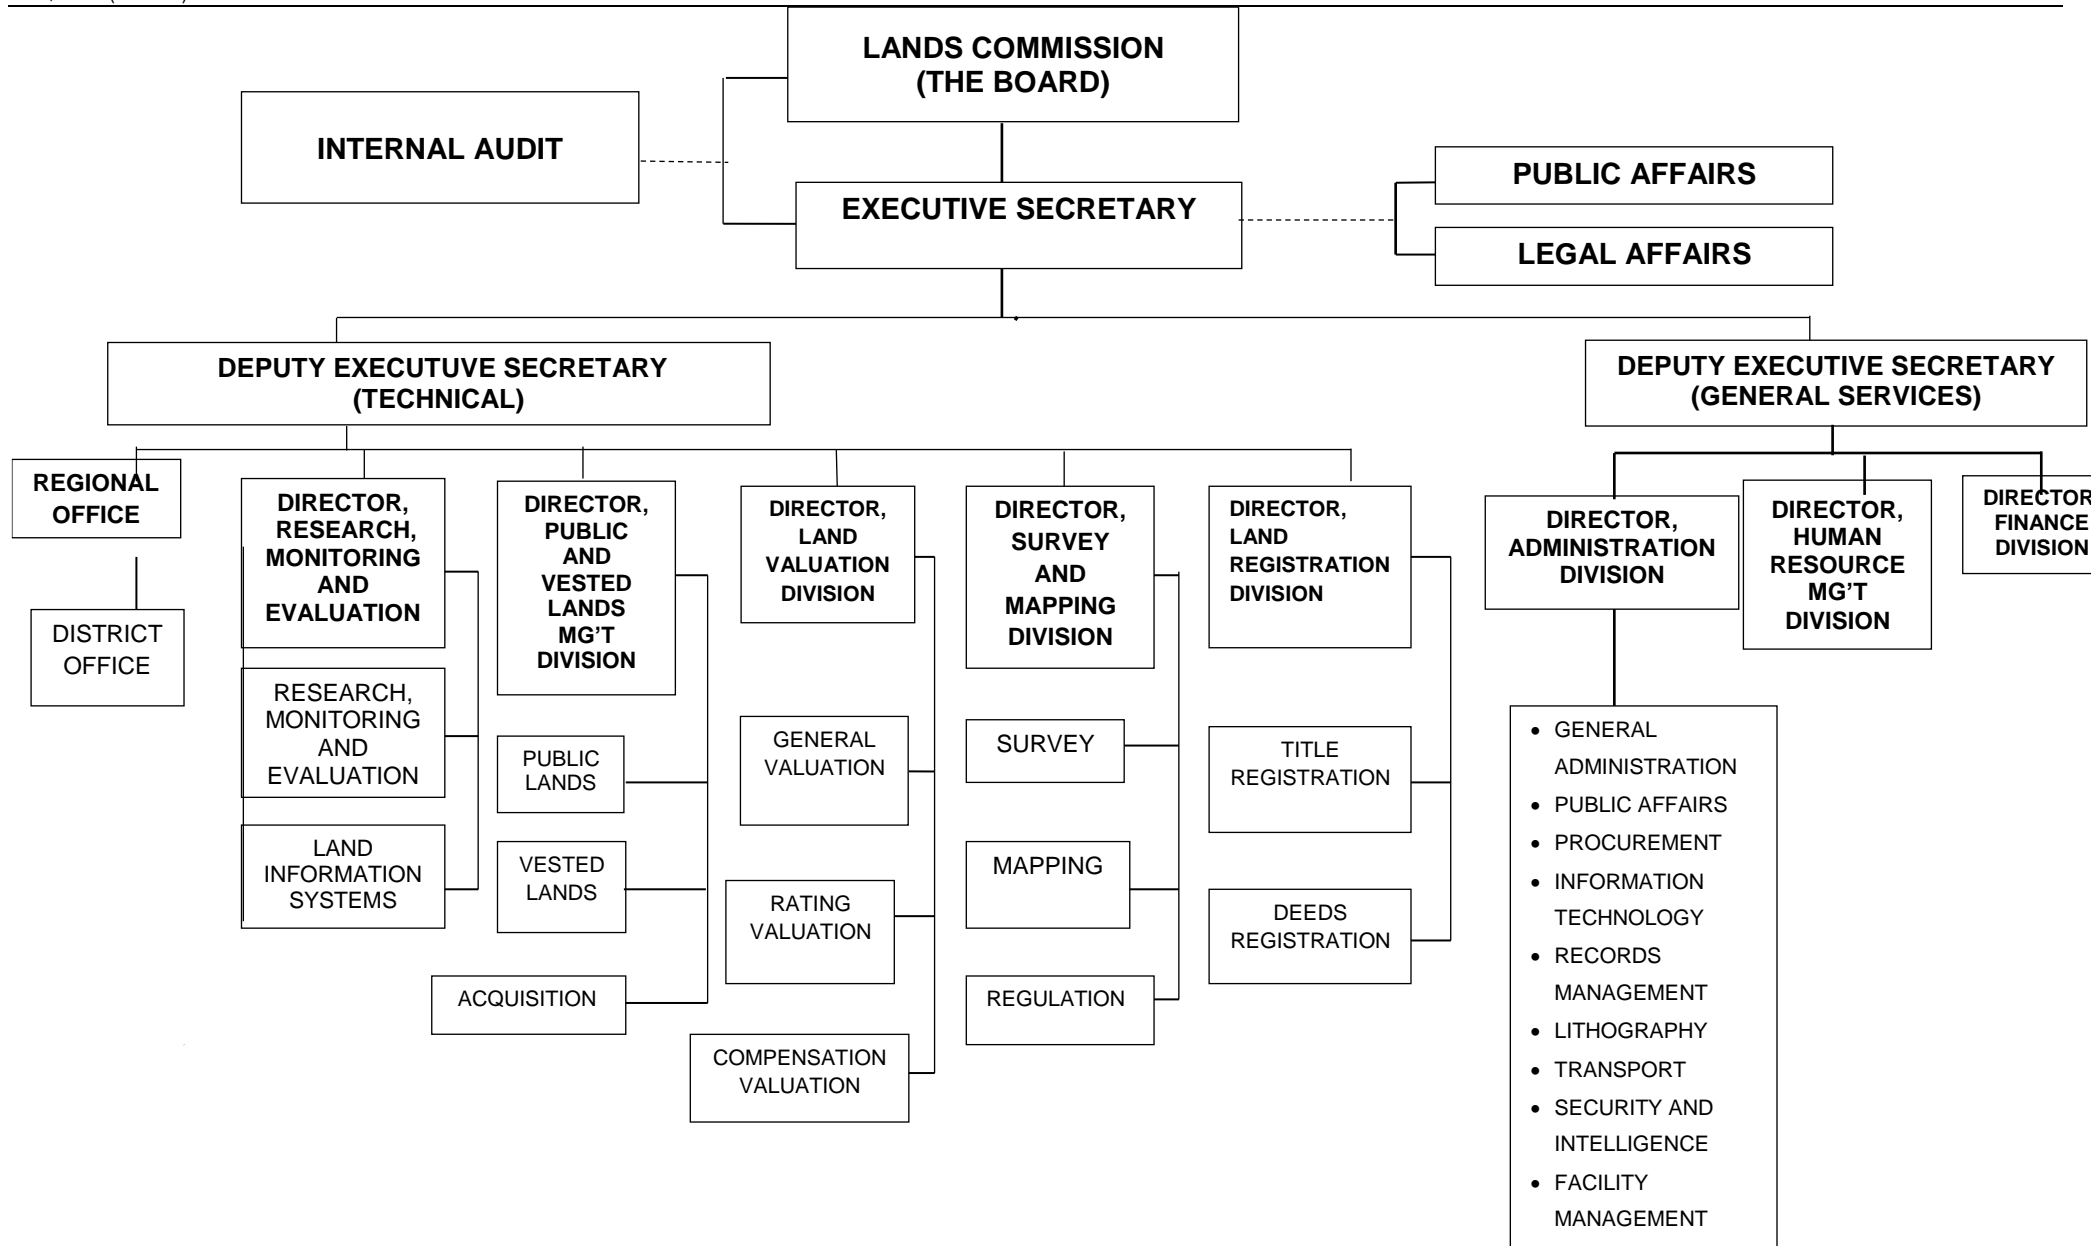 LANDS COMMISSION
(THE BOARD)
INTERNAL AUDIT
EXECUTIVE SECRETARY
PUBLIC AFFAIRS
LEGAL AFFAIRS
DEPUTY EXECUTUVE SECRETARY
(TECHNICAL)
DEPUTY EXECUTIVE SECRETARY
(GENERAL SERVICES)
REGIONAL
OFFICE
DISTRICT
OFFICE
DIRECTOR,
RESEARCH,
MONITORING
AND
EVALUATION
RESEARCH,
MONITORING
AND
EVALUATION
LAND
INFORMATION
SYSTEMS
DIRECTOR,
PUBLIC
AND
VESTED
LANDS
MG’T
DIVISION
PUBLIC
LANDS
VESTED
LANDS
ACQUISITION
DIRECTOR,
LAND
VALUATION
DIVISION
GENERAL
VALUATION
RATING
VALUATION
COMPENSATION
VALUATION
DIRECTOR,
SURVEY
AND
MAPPING
DIVISION
SURVEY
MAPPING
REGULATION
DIRECTOR,
LAND
REGISTRATION
DIVISION
TITLE
REGISTRATION
DEEDS
REGISTRATION
DIRECTOR,
ADMINISTRATION
DIVISION
• GENERAL
ADMINISTRATION
• PUBLIC AFFAIRS
• PROCUREMENT
• INFORMATION
TECHNOLOGY
• RECORDS
MANAGEMENT
• LITHOGRAPHY
• TRANSPORT
• SECURITY AND
INTELLIGENCE
• FACILITY
MANAGEMENT
DIRECTOR,
HUMAN
RESOURCE
MG’T
DIVISION
DIRECTOR
FINANCE
DIVISION